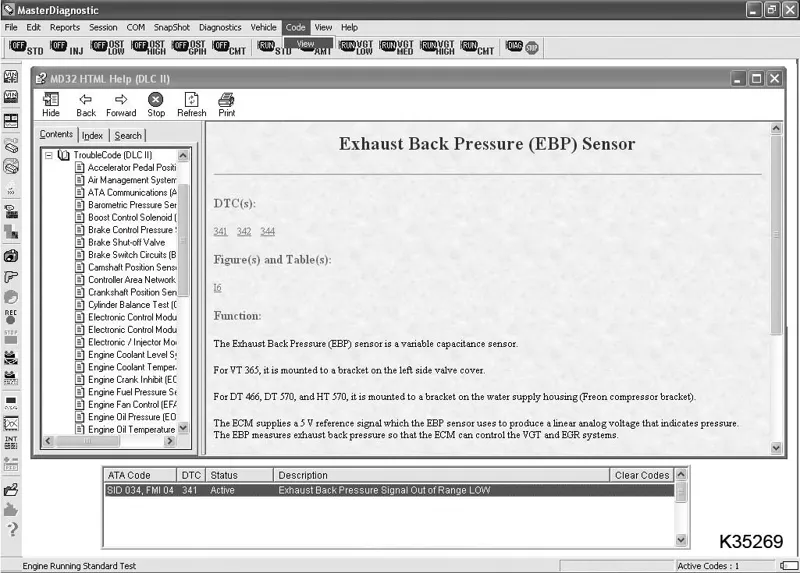 MasterDiagnostic
File Edit Reports Session COM SnapShot Diagnostics Vehicle Code View Help
OFF STD OFF INJ OFF OST LOW OFF OST HIGH OFF OST GPIH OFF CMT RUN STD AMT RUN VGT LOW RUN VGT MED RUN VGT HIGH RUN CMT DIAG SNP
View
MD32 HTML Help (DLC II)
Hide Back Forward Stop Refresh Print
Contents Index Search
TroubleCode (DLC II)
Accelerator Pedal Positi
Air Management System
ATA Communications (A
Barometric Pressure Sen
Boost Control Solenoid (
Brake Control Pressure S
Brake Shut-off Valve
Brake Switch Circuits (B
Camshaft Position Senso
Controller Area Network
Crankshaft Position Sen
Cylinder Balance Test (C
Electronic Control Modu
Electronic Control Modu
Electronic / Injector Mod
Engine Coolant Level Sy
Engine Coolant Tempera
Engine Crank Inhibit (EC
Engine Fuel Pressure Se
Engine Fan Control (EFA
Engine Oil Pressure (EO
Engine Oil Temperature
Exhaust Back Pressure (EBP) Sensor
DTC(s):
341 342 344
Figure(s) and Table(s):
16
Function:
The Exhaust Back Pressure (EBP) sensor is a variable capacitance sensor.
For VT 365, it is mounted to a bracket on the left side valve cover.
For DT 466, DT 570, and HT 570, it is mounted to a bracket on the water supply housing (Freon compressor bracket).
The ECM supplies a 5 V reference signal which the EBP sensor uses to produce a linear analog voltage that indicates pressure.
The EBP measures exhaust back pressure so that the ECM can control the VGT and EGR systems.
VIN
VIN
REC
STOP
INT
ATA Code DTC Status Description Clear Codes
SID 034, FMI 04 341 Active Exhaust Back Pressure Signal Out of Range LOW
K35269
Engine Running Standard Test Active Codes : 1